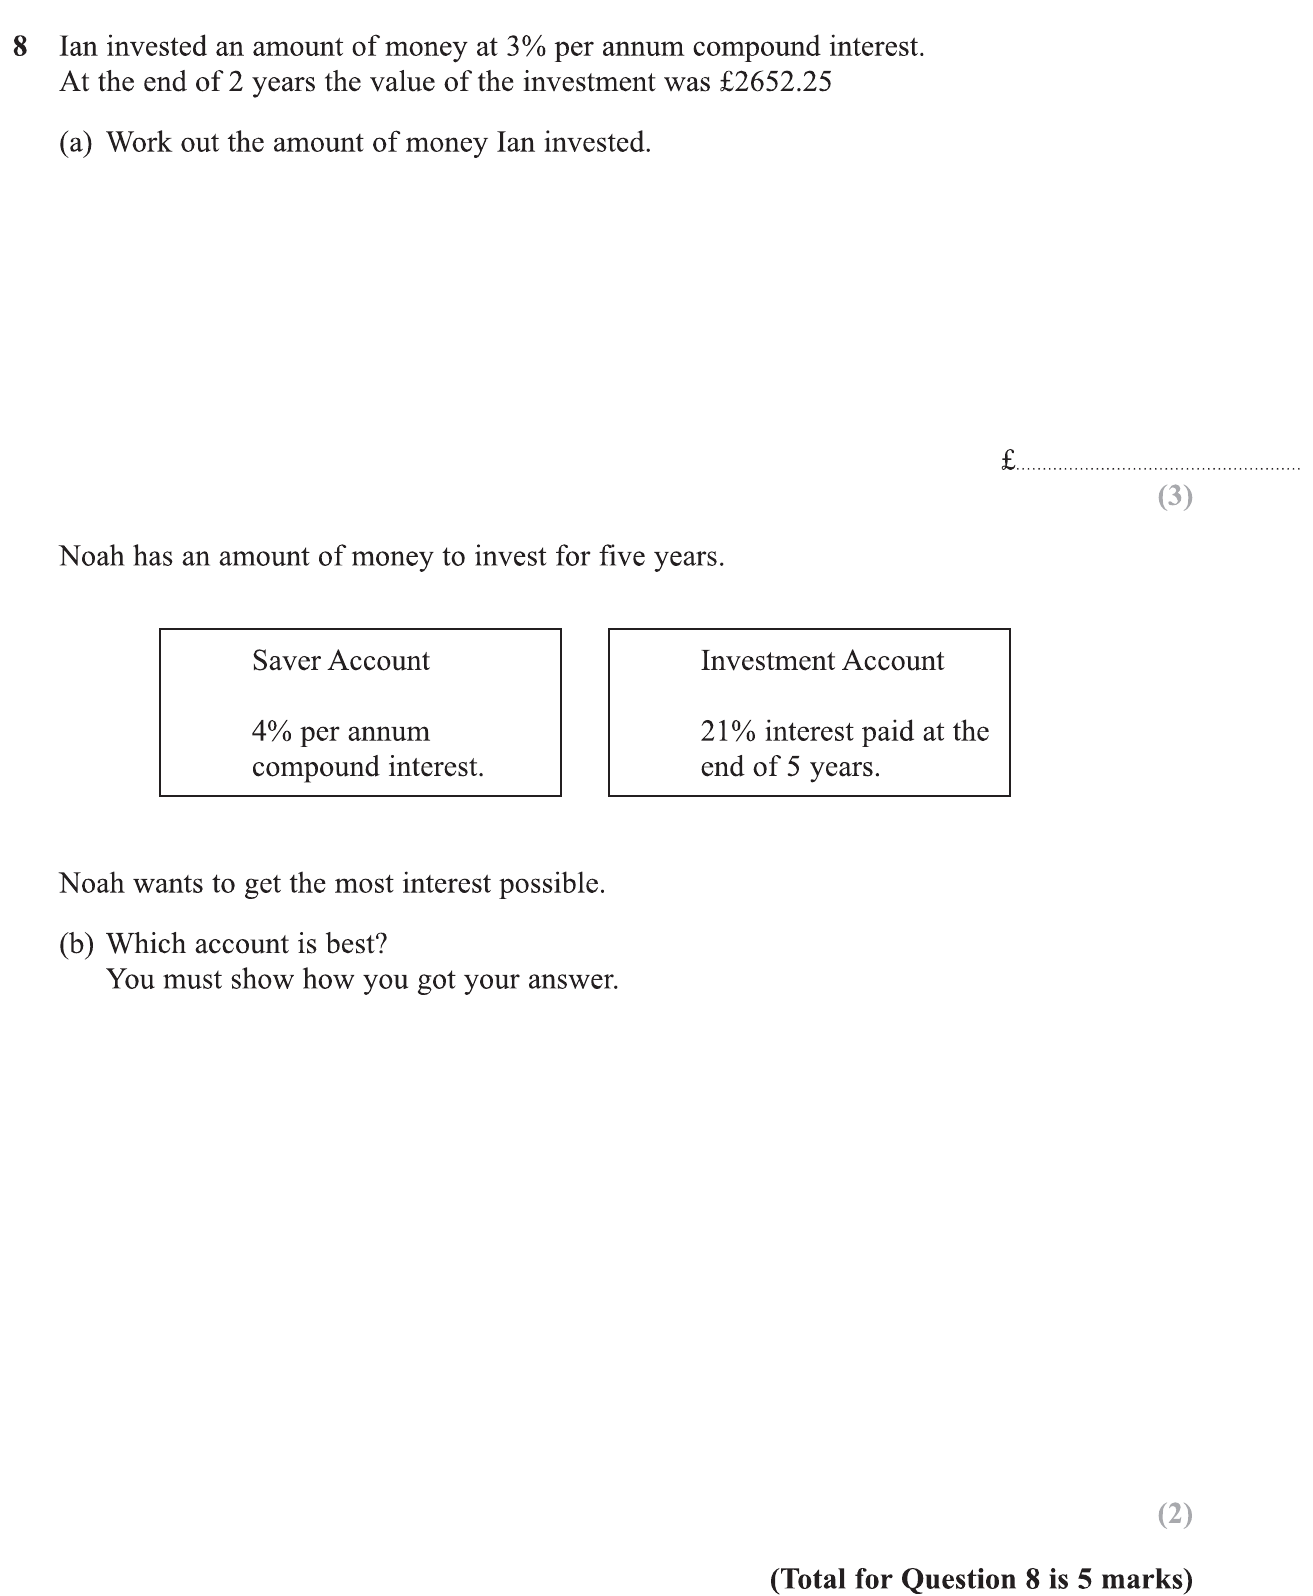 8 Ian invested an amount of money at 3% per annum compound interest.
At the end of 2 years the value of the investment was £2652.25
(a) Work out the amount of money Ian invested.
£......................................................
(3)
Noah has an amount of money to invest for five years.
Saver Account
4% per annum
compound interest.
Investment Account
21% interest paid at the
end of 5 years.
Noah wants to get the most interest possible.
(b) Which account is best?
You must show how you got your answer.
(2)
(Total for Question 8 is 5 marks)